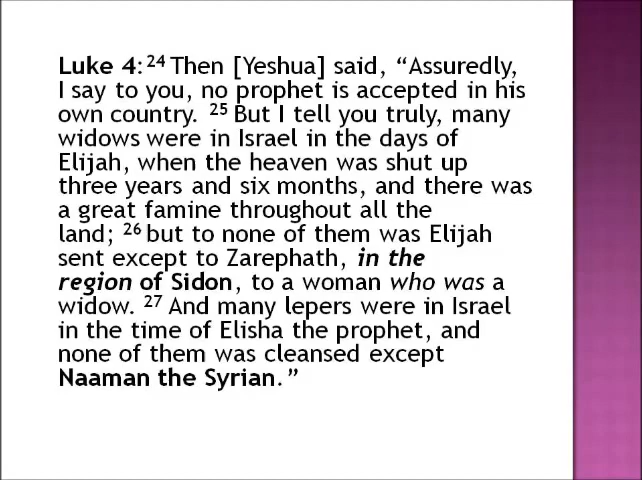 Luke 4:24 Then [Yeshua] said, “Assuredly,
I say to you, no prophet is accepted in his
own country. 25 But I tell you truly, many
widows were in Israel in the days of
Elijah, when the heaven was shut up
three years and six months, and there was
a great famine throughout all the
land; 26 but to none of them was Elijah
sent except to Zarephath, in the
region of Sidon, to a woman who was a
widow. 27 And many lepers were in Israel
in the time of Elisha the prophet, and
none of them was cleansed except
Naaman the Syrian.”